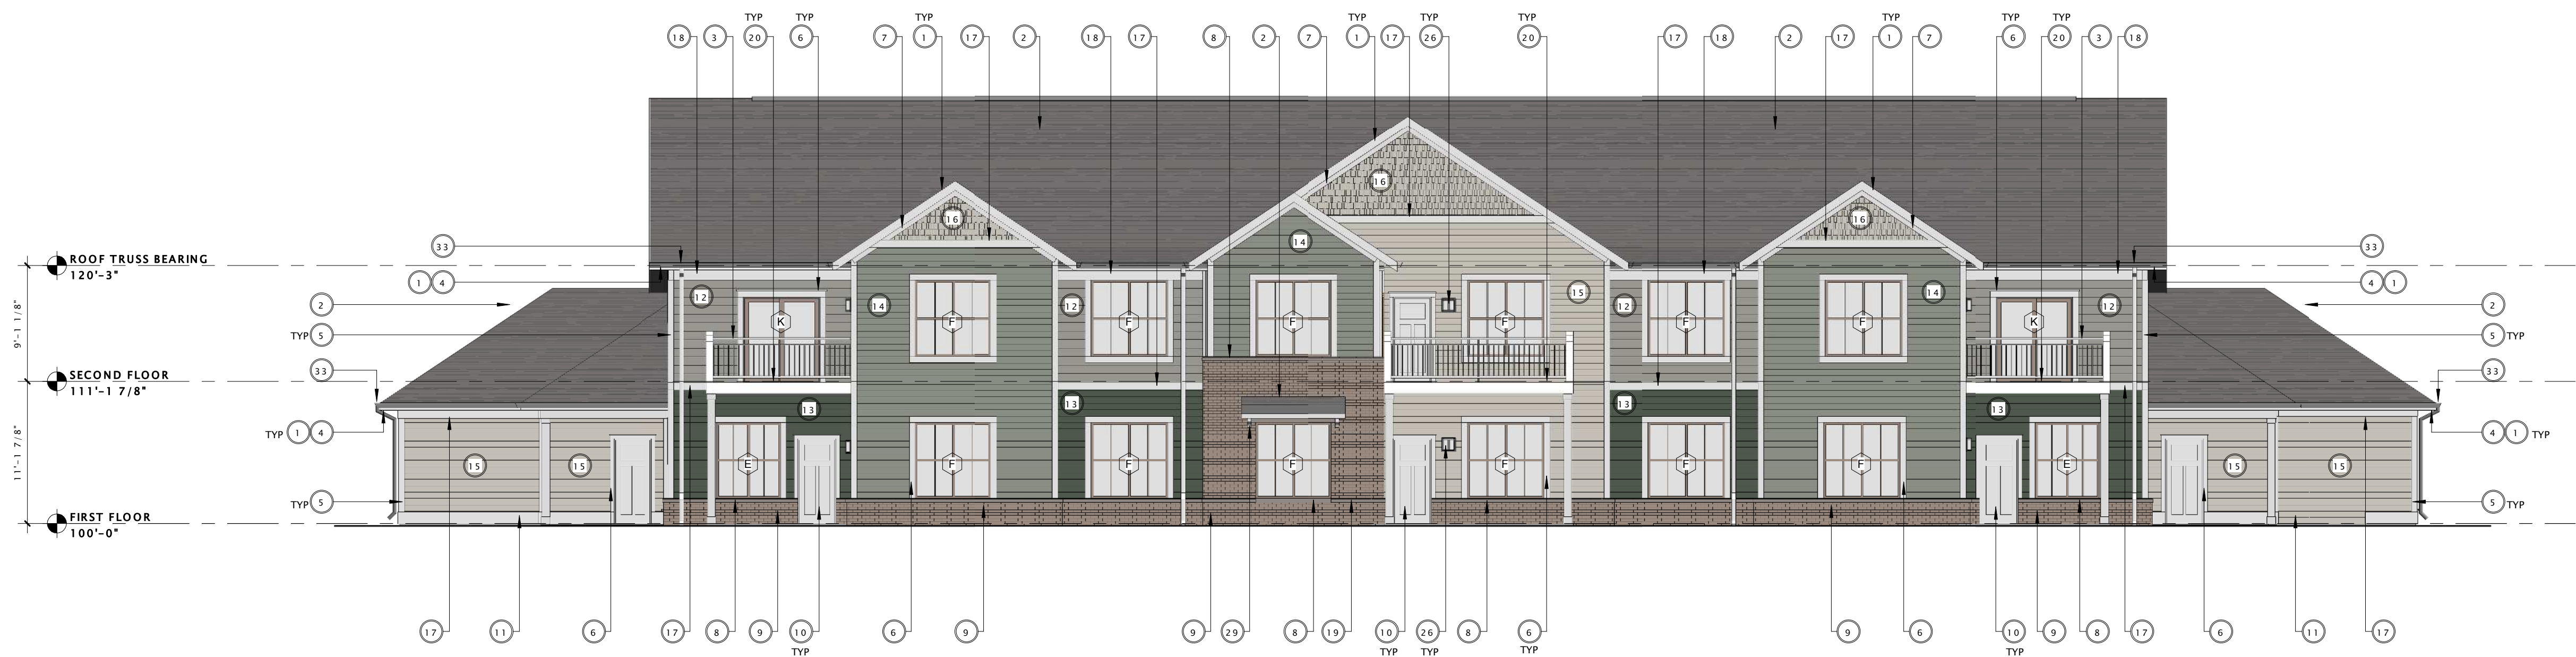 TYP TYP TYP TYP TYP TYP TYP TYP TYP
18 3 20 6 7 1 17 2 18 17 8 2 7 1 17 26 20 17 18 2 17 1 7 6 20 3 18
16
16 16
14
33 33
ROOF TRUSS BEARING
120'-3"
1 4 4 1
12 14 12 15 12 14 12
2 2
K F F F F F F K
TYP 5 5 TYP
9'-1 1/8"
33 33
SECOND FLOOR
111'-1 7/8"
13 13 13 13
TYP 1 4 4 1 TYP
15 15 E F F F F F F E 15 15
11'-1 7/8"
TYP 5 5 TYP
FIRST FLOOR
100'-0"
17 11 6 17 8 9 10 6 9 9 29 8 19 10 26 8 6 9 6 10 9 8 17 6 11 17
TYP TYP TYP TYP TYP